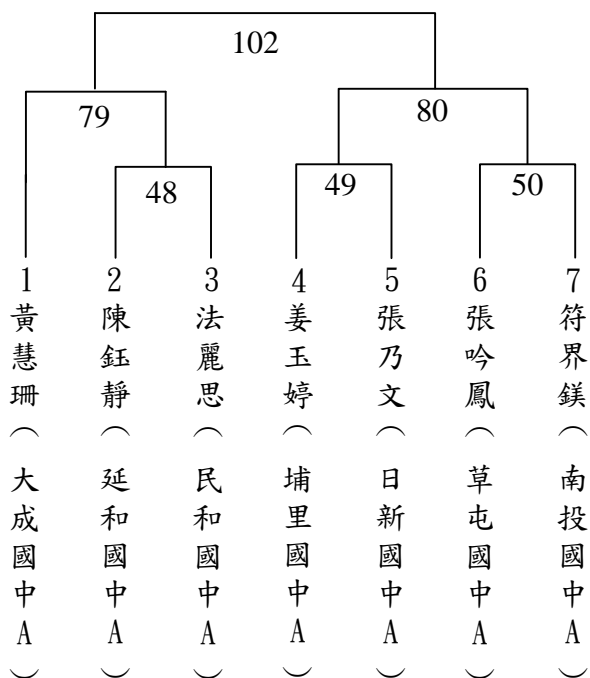 102
79
80
48
49
50
1
黃慧珊（大成國中A）
2
陳鈺靜（延和國中A）
3
法麗思（民和國中A）
4
姜玉婷（埔里國中A）
5
張乃文（日新國中A）
6
張吟鳳（草屯國中A）
7
符界鎂（南投國中A）